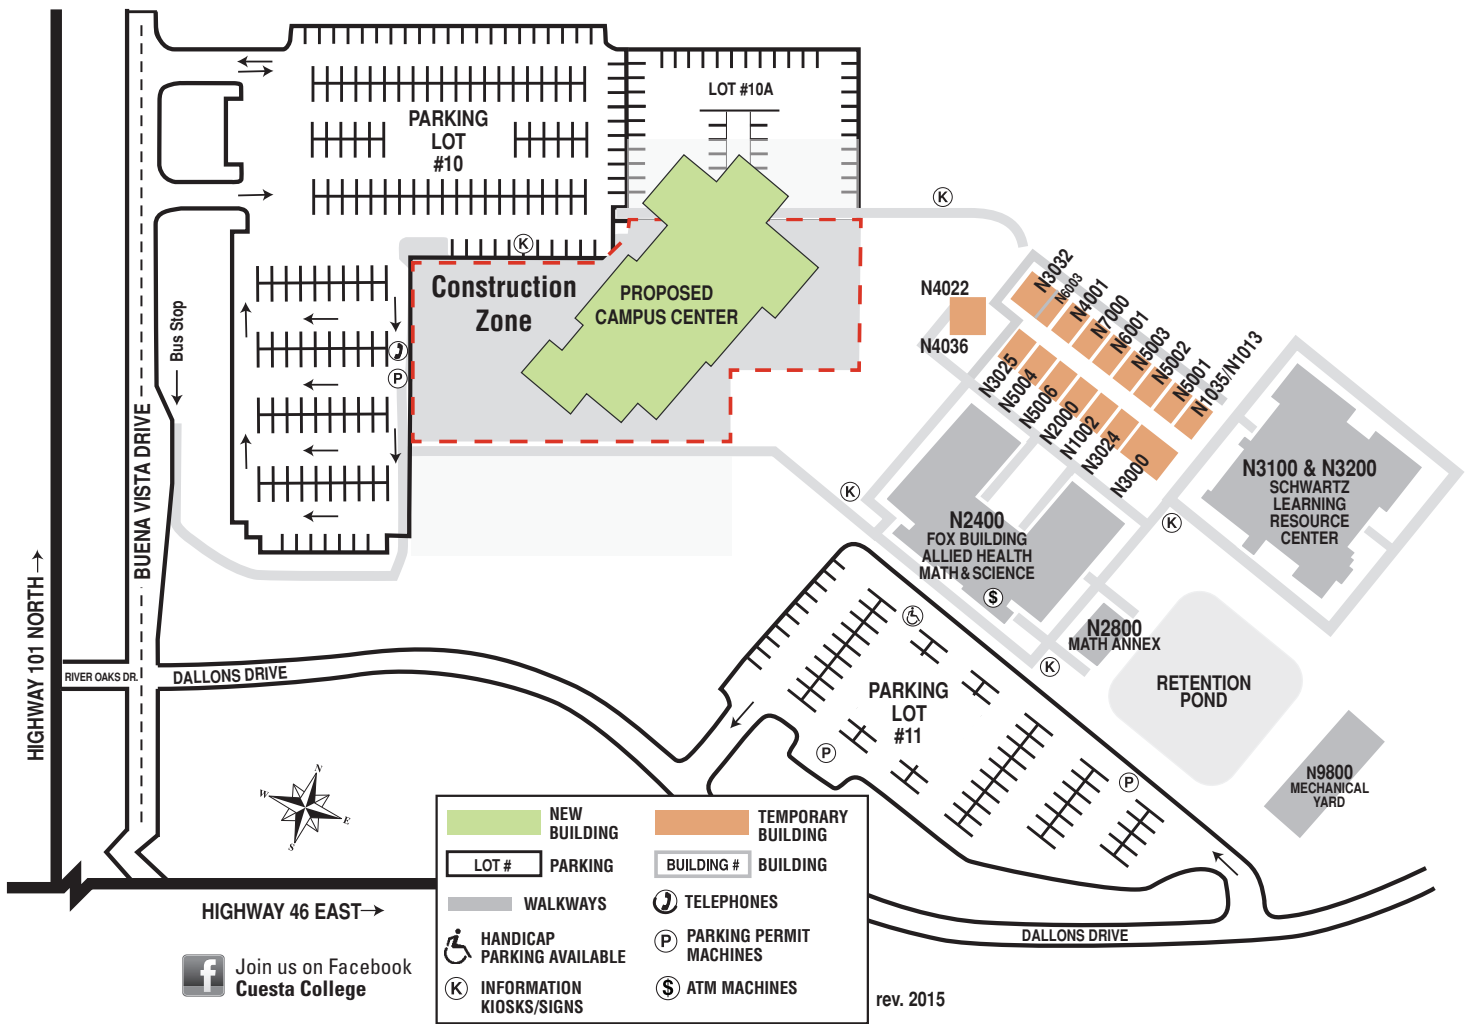 LOT #10A
PARKING
LOT
#10
K
K
Construction
Zone
PROPOSED
CAMPUS CENTER
N4022
N4036
N3032
N6003
N4001
N7000
N6001
N5003
N5002
N5001
N1035/N1013
N3025
N5004
N5006
N2000
N1002
N3024
N3000
Bus Stop
P
BUENA VISTA DRIVE
HIGHWAY 101 NORTH
K
K
N3100 & N3200
SCHWARTZ
LEARNING
RESOURCE
CENTER
N2400
FOX BUILDING
ALLIED HEALTH
MATH & SCIENCE
$
N2800
MATH ANNEX
K
RIVER OAKS DR.
DALLONS DRIVE
PARKING
LOT
#11
P
P
RETENTION
POND
N9800
MECHANICAL
YARD
N
W
E
S
NEW
BUILDING
TEMPORARY
BUILDING
LOT #
PARKING
BUILDING #
BUILDING
WALKWAYS
TELEPHONES
HANDICAP
PARKING AVAILABLE
P
PARKING PERMIT
MACHINES
K
INFORMATION
KIOSKS/SIGNS
$
ATM MACHINES
HIGHWAY 46 EAST
DALLONS DRIVE
f
Join us on Facebook
Cuesta College
rev. 2015